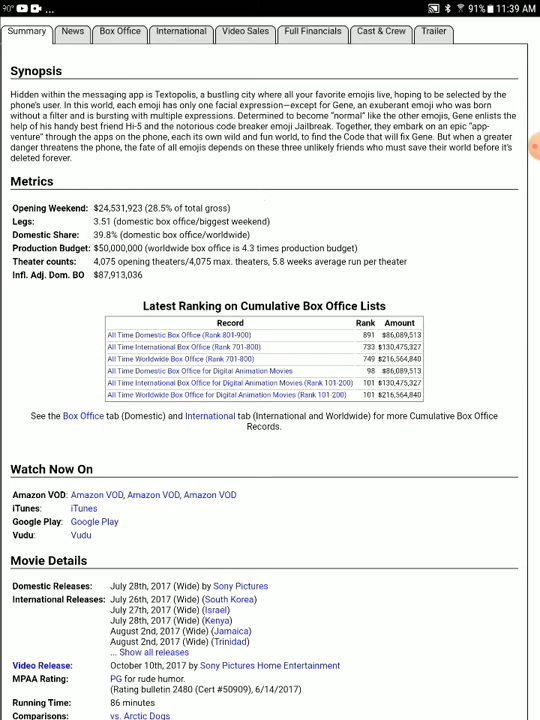 90° ... 91% 11:39 AM
Summary News Box Office International Video Sales Full Financials Cast & Crew Trailer
Synopsis
Hidden within the messaging app is Textopolis, a bustling city where all your favorite emojis live, hoping to be selected by the
phone's user. In this world, each emoji has only one facial expression—except for Gene, an exuberant emoji who was born
without a filter and is bursting with multiple expressions. Determined to become "normal" like the other emojis, Gene enlists the
help of his handy best friend Hi-5 and the notorious code breaker emoji Jailbreak. Together, they embark on an epic "app-
venture" through the apps on the phone, each its own wild and fun world, to find the Code that will fix Gene. But when a greater
danger threatens the phone, the fate of all emojis depends on these three unlikely friends who must save their world before it's
deleted forever.
Metrics
Opening Weekend: $24,531,923 (28.5% of total gross)
Legs: 3.51 (domestic box office/biggest weekend)
Domestic Share: 39.8% (domestic box office/worldwide)
Production Budget: $50,000,000 (worldwide box office is 4.3 times production budget)
Theater counts: 4,075 opening theaters/4,075 max. theaters, 5.8 weeks average run per theater
Infl. Adj. Dom. BO $87,913,036
Latest Ranking on Cumulative Box Office Lists
Record Rank Amount
All Time Domestic Box Office (Rank 801-900) 891 $86,089,513
All Time International Box Office (Rank 701-800) 733 $130,475,327
All Time Worldwide Box Office (Rank 701-800) 749 $216,564,840
All Time Domestic Box Office for Digital Animation Movies 98 $86,089,513
All Time International Box Office for Digital Animation Movies (Rank 101-200) 101 $130,475,327
All Time Worldwide Box Office for Digital Animation Movies (Rank 101-200) 101 $216,564,840
See the Box Office tab (Domestic) and International tab (International and Worldwide) for more Cumulative Box Office
Records.
Watch Now On
Amazon VOD: Amazon VOD, Amazon VOD, Amazon VOD
iTunes: iTunes
Google Play: Google Play
Vudu: Vudu
Movie Details
Domestic Releases: July 28th, 2017 (Wide) by Sony Pictures
International Releases: July 26th, 2017 (Wide) (South Korea)
July 27th, 2017 (Wide) (Israel)
July 28th, 2017 (Wide) (Kenya)
August 2nd, 2017 (Wide) (Jamaica)
August 2nd, 2017 (Wide) (Trinidad)
... Show all releases
Video Release: October 10th, 2017 by Sony Pictures Home Entertainment
MPAA Rating: PG for rude humor.
(Rating bulletin 2480 (Cert #50909), 6/14/2017)
Running Time: 86 minutes
Comparisons: vs. Arctic Dogs